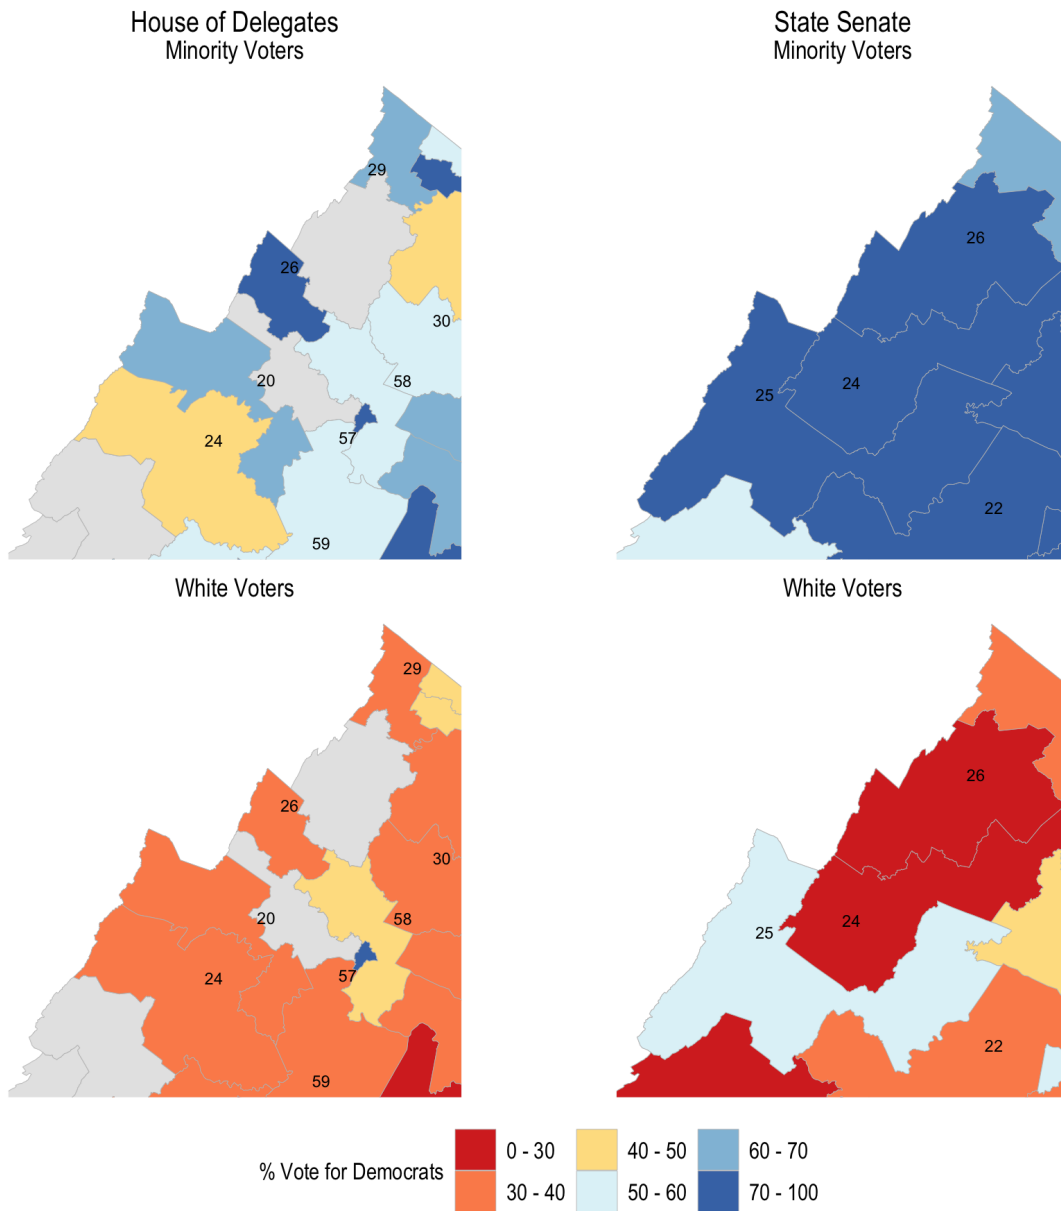 House of Delegates
Minority Voters
29
26
30
20
58
24
57
59
State Senate
Minority Voters
26
25
24
22
White Voters
29
26
30
20
58
24
57
59
White Voters
26
25
24
22
% Vote for Democrats
0 - 30
30 - 40
40 - 50
50 - 60
60 - 70
70 - 100